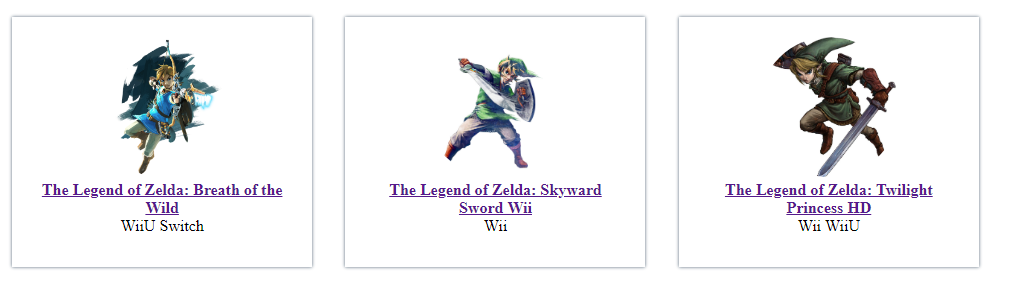 The Legend of Zelda: Breath of the
Wild
WiiU Switch
The Legend of Zelda: Skyward
Sword Wii
Wii
The Legend of Zelda: Twilight
Princess HD
Wii WiiU